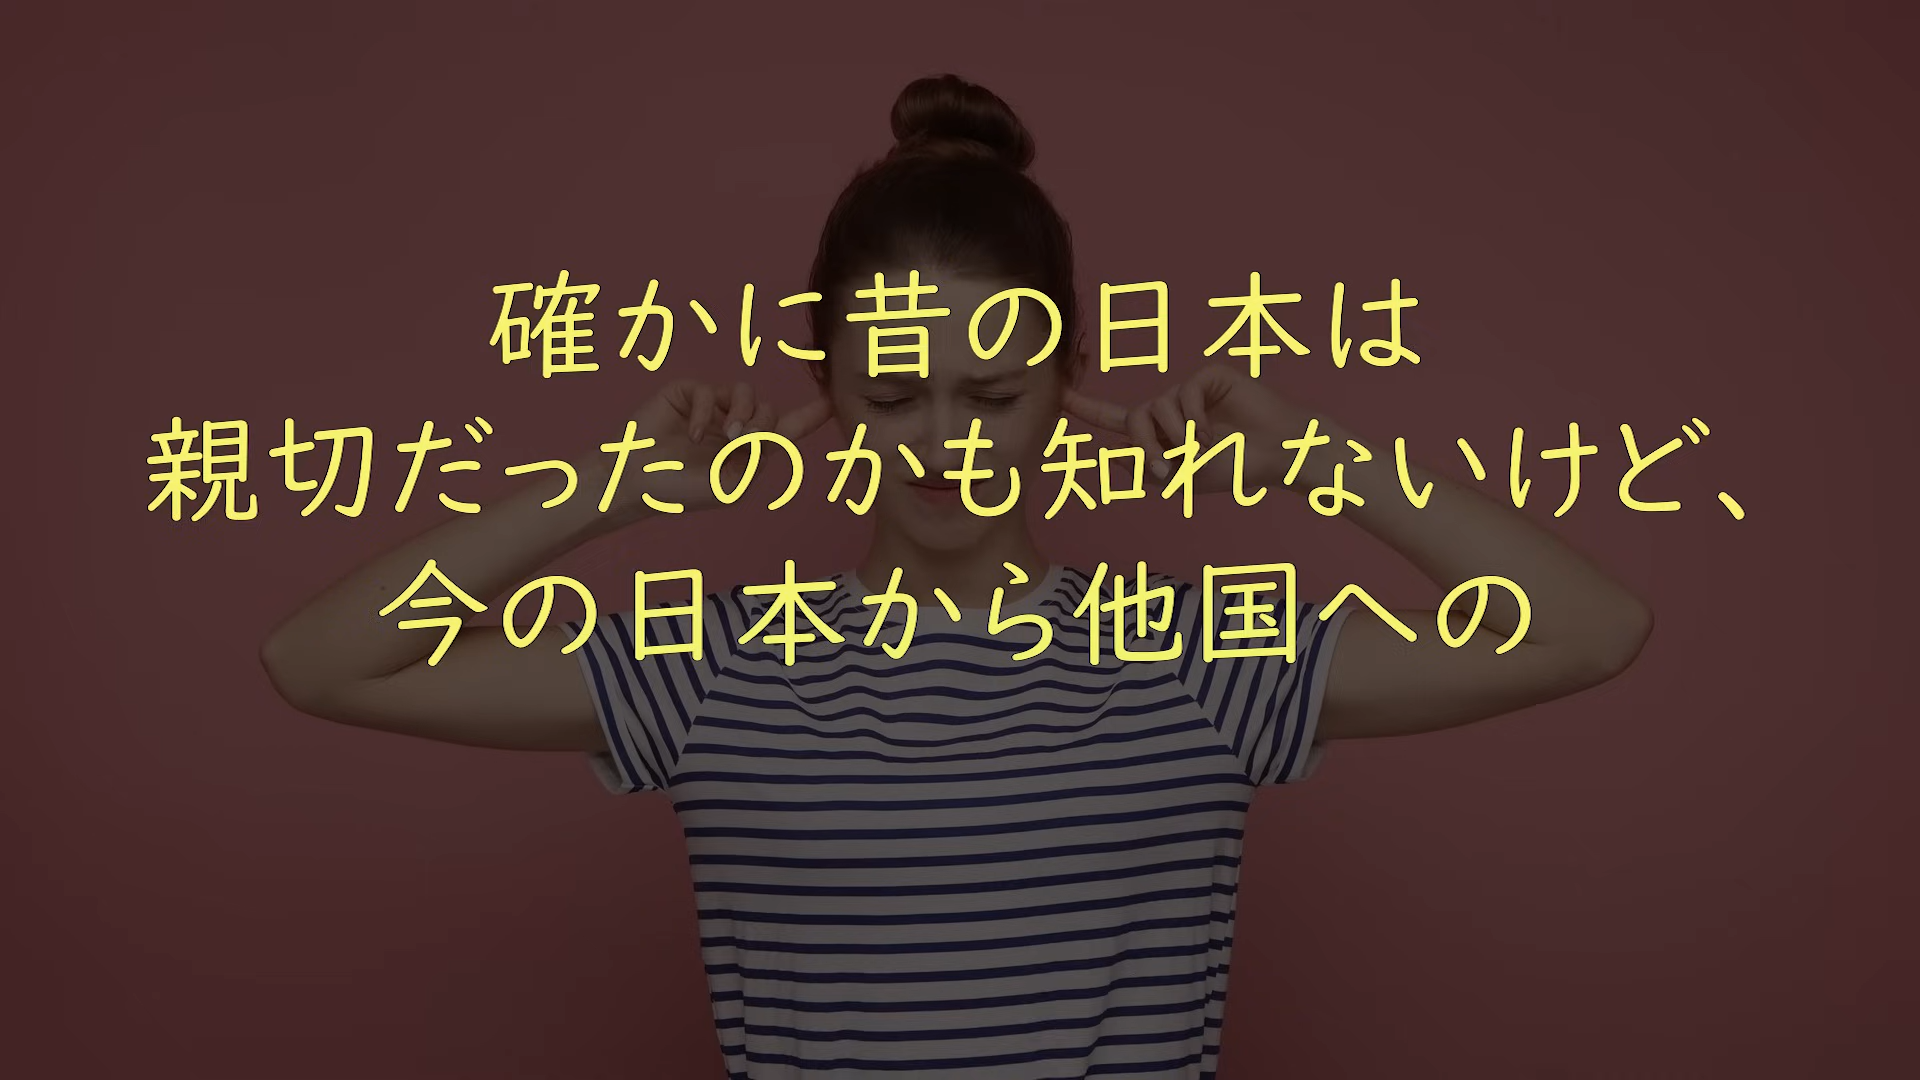 確かに昔の日本は
親切だったのかも知れないけど、
今の日本から他国への